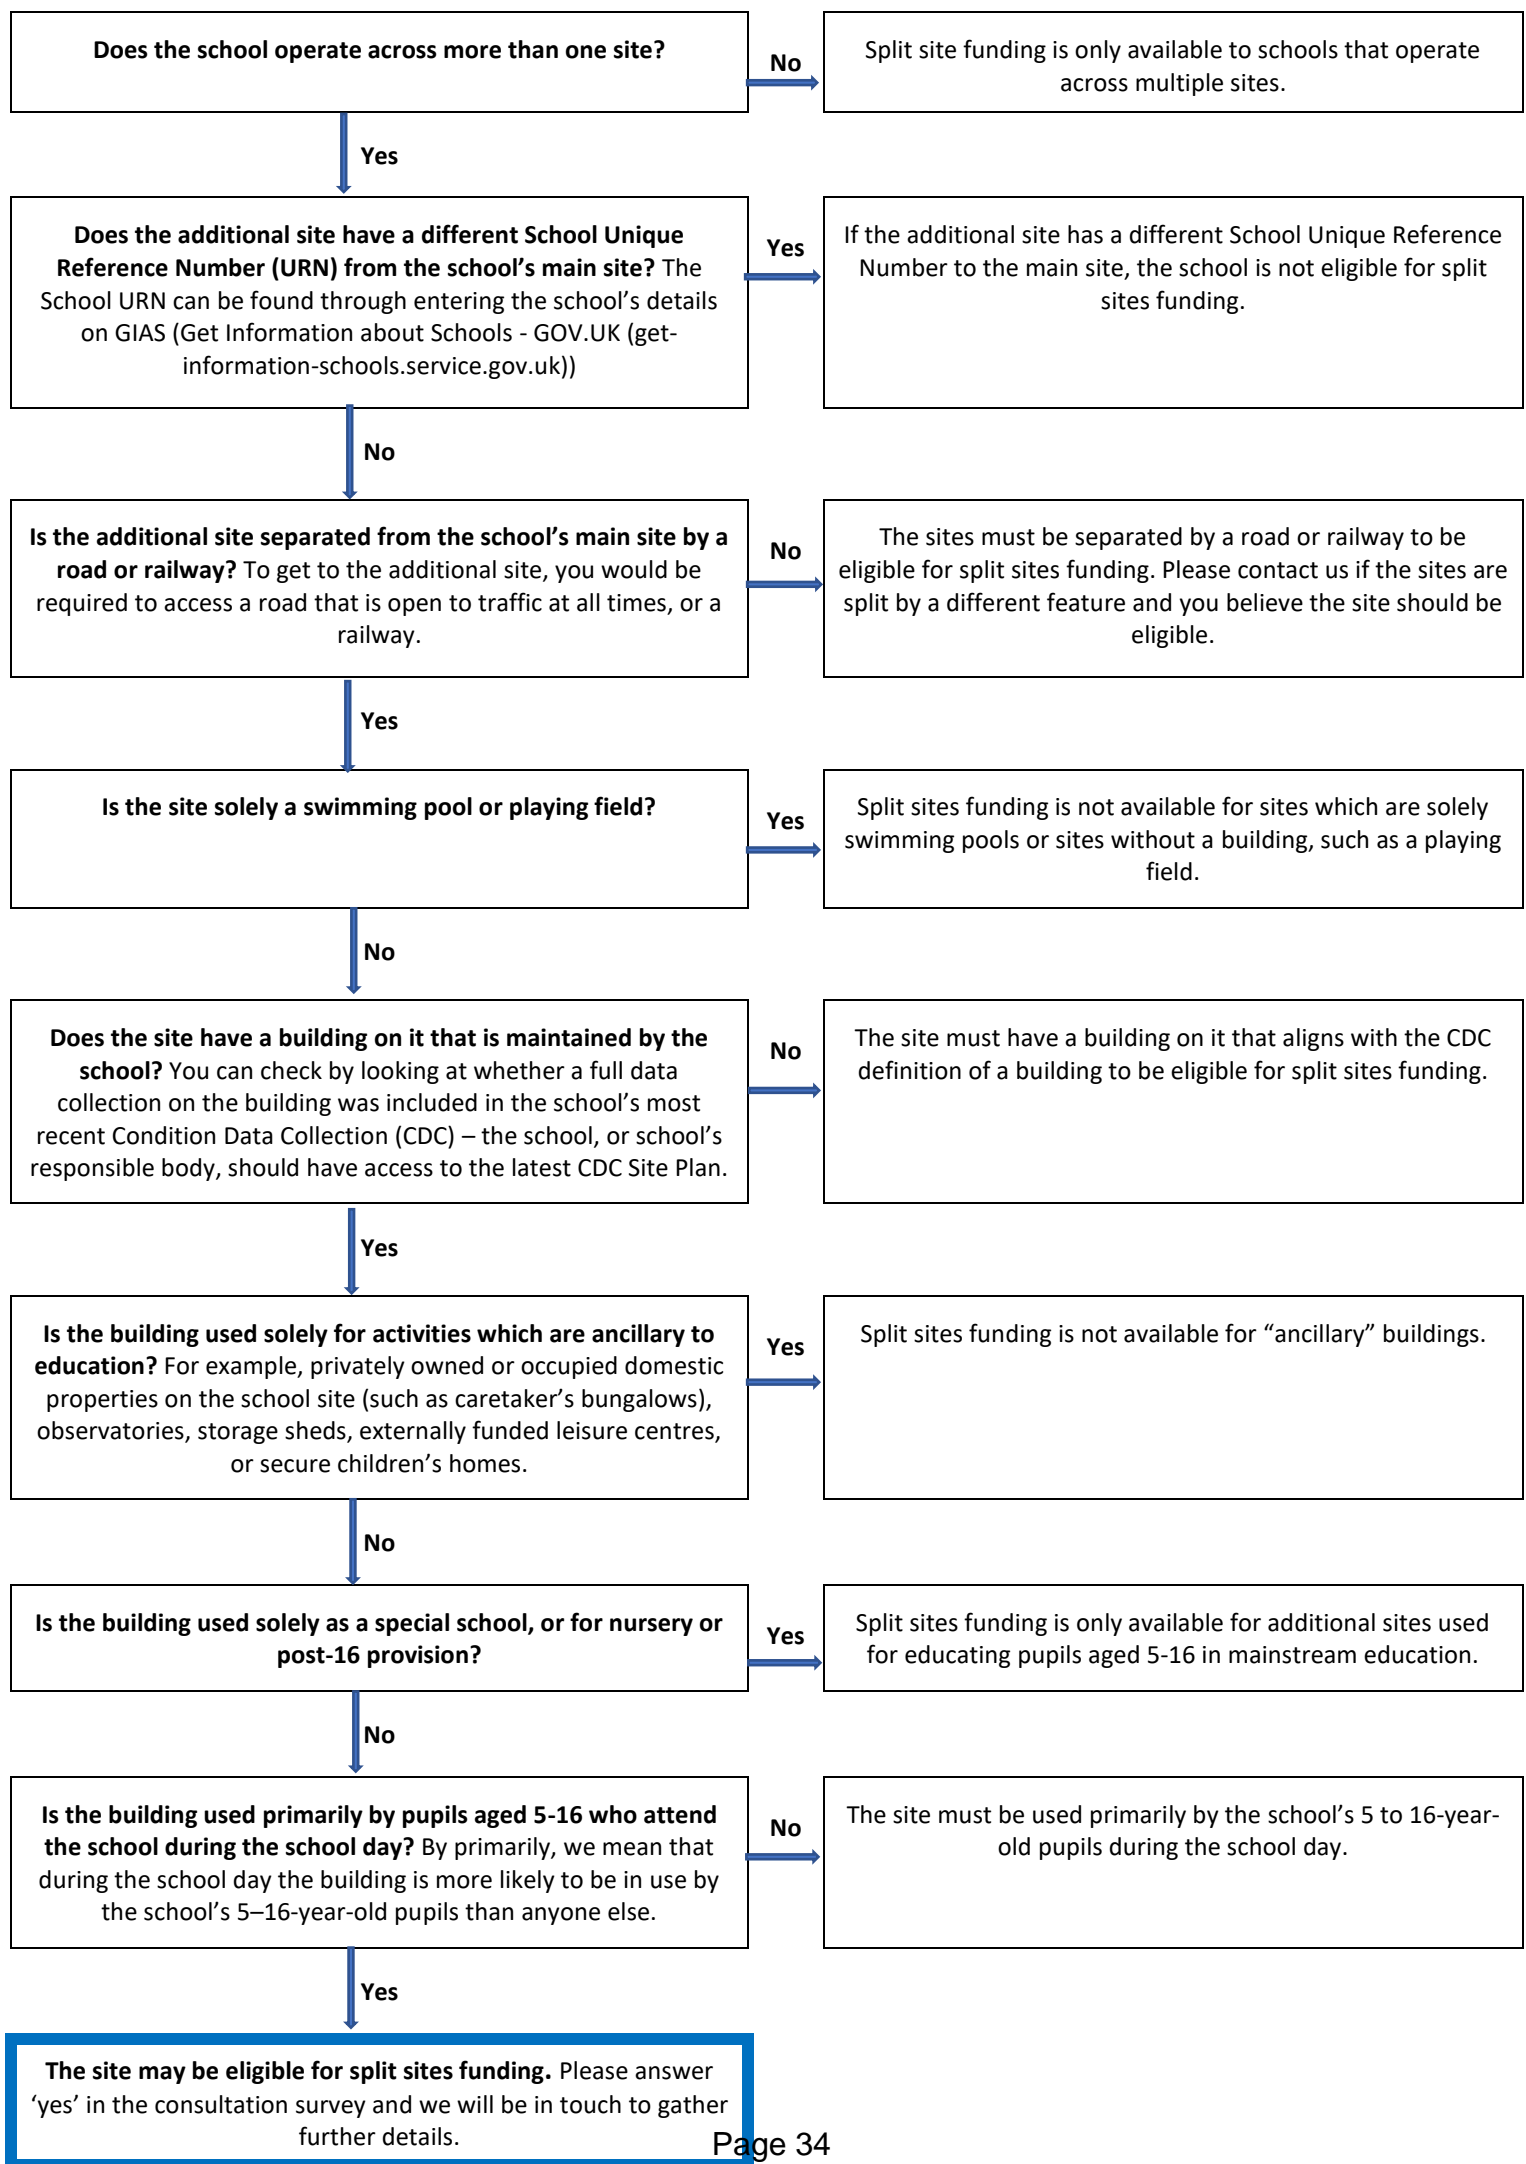 Does the school operate across more than one site?
No
Split site funding is only available to schools that operate
across multiple sites.
Yes
Does the additional site have a different School Unique
Reference Number (URN) from the school’s main site? The
School URN can be found through entering the school’s details
on GIAS (Get Information about Schools - GOV.UK (get-
information-schools.service.gov.uk))
Yes
If the additional site has a different School Unique Reference
Number to the main site, the school is not eligible for split
sites funding.
No
Is the additional site separated from the school’s main site by a
road or railway? To get to the additional site, you would be
required to access a road that is open to traffic at all times, or a
railway.
No
The sites must be separated by a road or railway to be
eligible for split sites funding. Please contact us if the sites are
split by a different feature and you believe the site should be
eligible.
Yes
Is the site solely a swimming pool or playing field?
Yes
Split sites funding is not available for sites which are solely
swimming pools or sites without a building, such as a playing
field.
No
Does the site have a building on it that is maintained by the
school? You can check by looking at whether a full data
collection on the building was included in the school’s most
recent Condition Data Collection (CDC) – the school, or school’s
responsible body, should have access to the latest CDC Site Plan.
No
The site must have a building on it that aligns with the CDC
definition of a building to be eligible for split sites funding.
Yes
Is the building used solely for activities which are ancillary to
education? For example, privately owned or occupied domestic
properties on the school site (such as caretaker’s bungalows),
observatories, storage sheds, externally funded leisure centres,
or secure children’s homes.
Yes
Split sites funding is not available for “ancillary” buildings.
No
Is the building used solely as a special school, or for nursery or
post-16 provision?
Yes
Split sites funding is only available for additional sites used
for educating pupils aged 5-16 in mainstream education.
No
Is the building used primarily by pupils aged 5-16 who attend
the school during the school day? By primarily, we mean that
during the school day the building is more likely to be in use by
the school’s 5–16-year-old pupils than anyone else.
No
The site must be used primarily by the school’s 5 to 16-year-
old pupils during the school day.
Yes
The site may be eligible for split sites funding. Please answer
‘yes’ in the consultation survey and we will be in touch to gather
further details.
Page 34